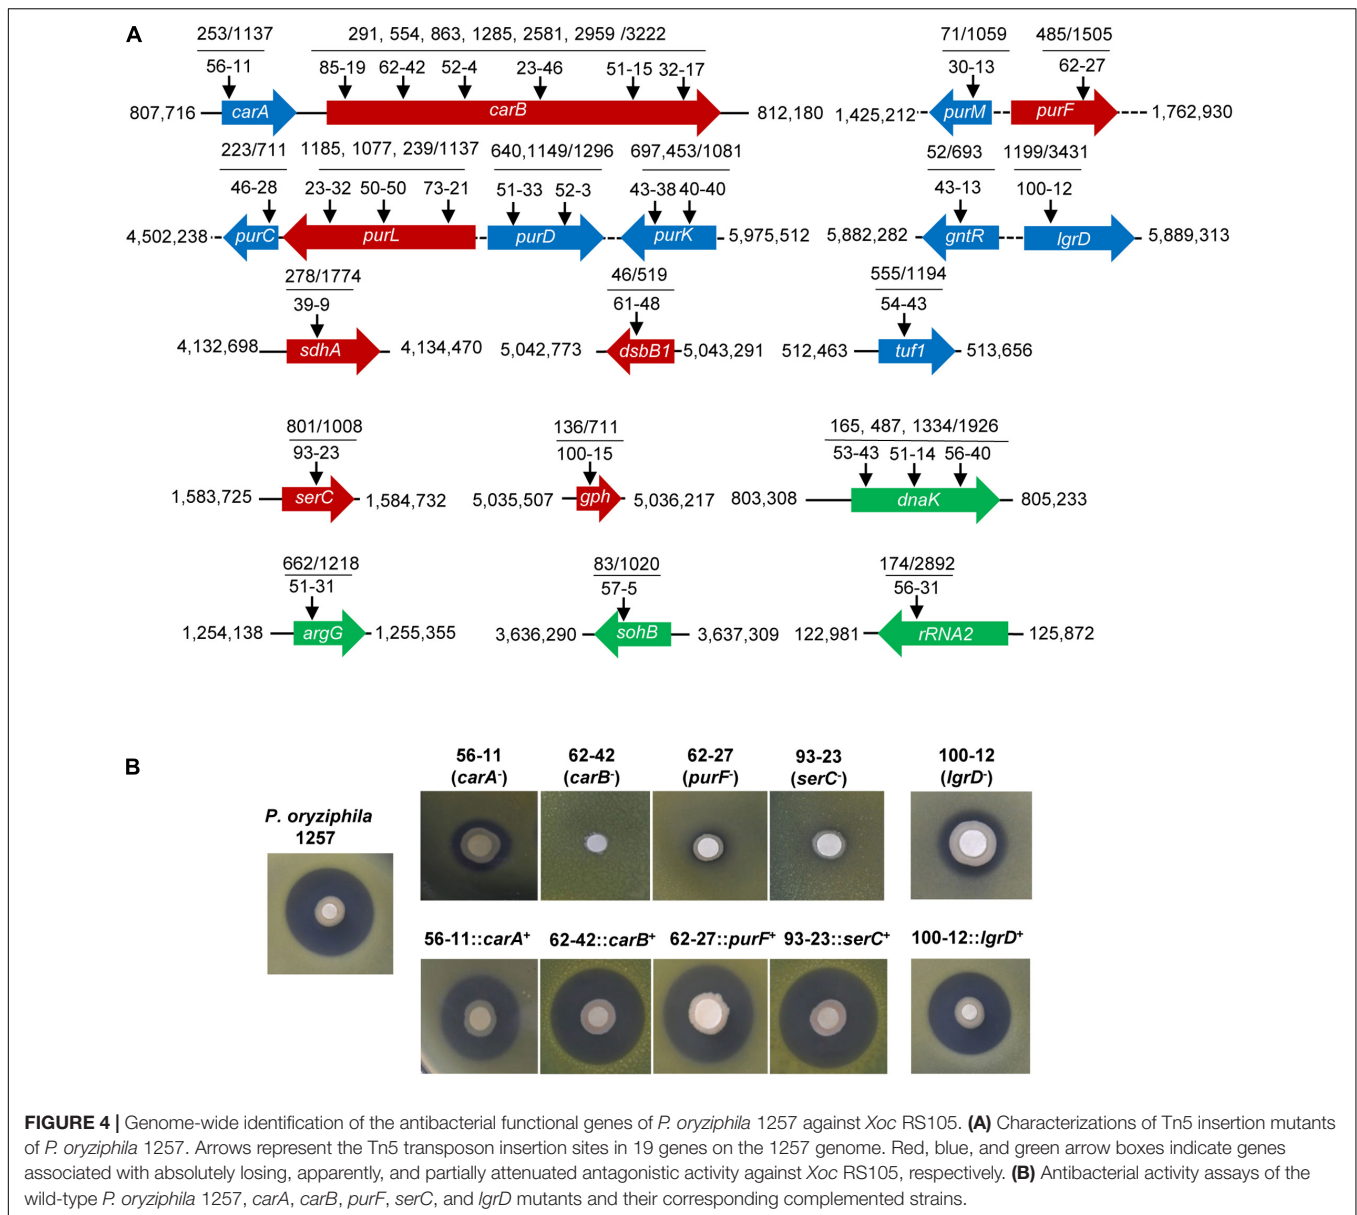 A
253/1137
291, 554, 863, 1285, 2581, 2959 /3222
71/1059
485/1505
56-11
85-19
62-42
52-4
23-46
51-15
32-17
30-13
62-27
807,716
carA
carB
812,180
1,425,212
purM
purF
1,762,930
223/711
1185, 1077, 239/1137
640,1149/1296
697,453/1081
52/693
1199/3431
46-28
23-32
50-50
73-21
51-33
52-3
43-38
40-40
43-13
100-12
4,502,238
purC
purL
purD
purK
5,975,512
5,882,282
gntR
lgrD
5,889,313
278/1774
46/519
555/1194
39-9
61-48
54-43
4,132,698
sdhA
4,134,470
5,042,773
dsbB1
5,043,291
512,463
tuf1
513,656
801/1008
136/711
165, 487, 1334/1926
93-23
100-15
53-43
51-14
56-40
1,583,725
serC
1,584,732
5,035,507
gph
5,036,217
803,308
dnaK
805,233
662/1218
83/1020
174/2892
51-31
57-5
56-31
1,254,138
argG
1,255,355
3,636,290
sohB
3,637,309
122,981
rRNA2
125,872
B
P. oryziphila
1257
56-11
(carA-)
62-42
(carB-)
62-27
(purF-)
93-23
(serC-)
100-12
(lgrD-)
56-11::carA+
62-42::carB+
62-27::purF+
93-23::serC+
100-12::lgrD+
FIGURE 4 | Genome-wide identification of the antibacterial functional genes of P. oryziphila 1257 against Xoc RS105. (A) Characterizations of Tn5 insertion mutants
of P. oryziphila 1257. Arrows represent the Tn5 transposon insertion sites in 19 genes on the 1257 genome. Red, blue, and green arrow boxes indicate genes
associated with absolutely losing, apparently, and partially attenuated antagonistic activity against Xoc RS105, respectively. (B) Antibacterial activity assays of the
wild-type P. oryziphila 1257, carA, carB, purF, serC, and lgrD mutants and their corresponding complemented strains.